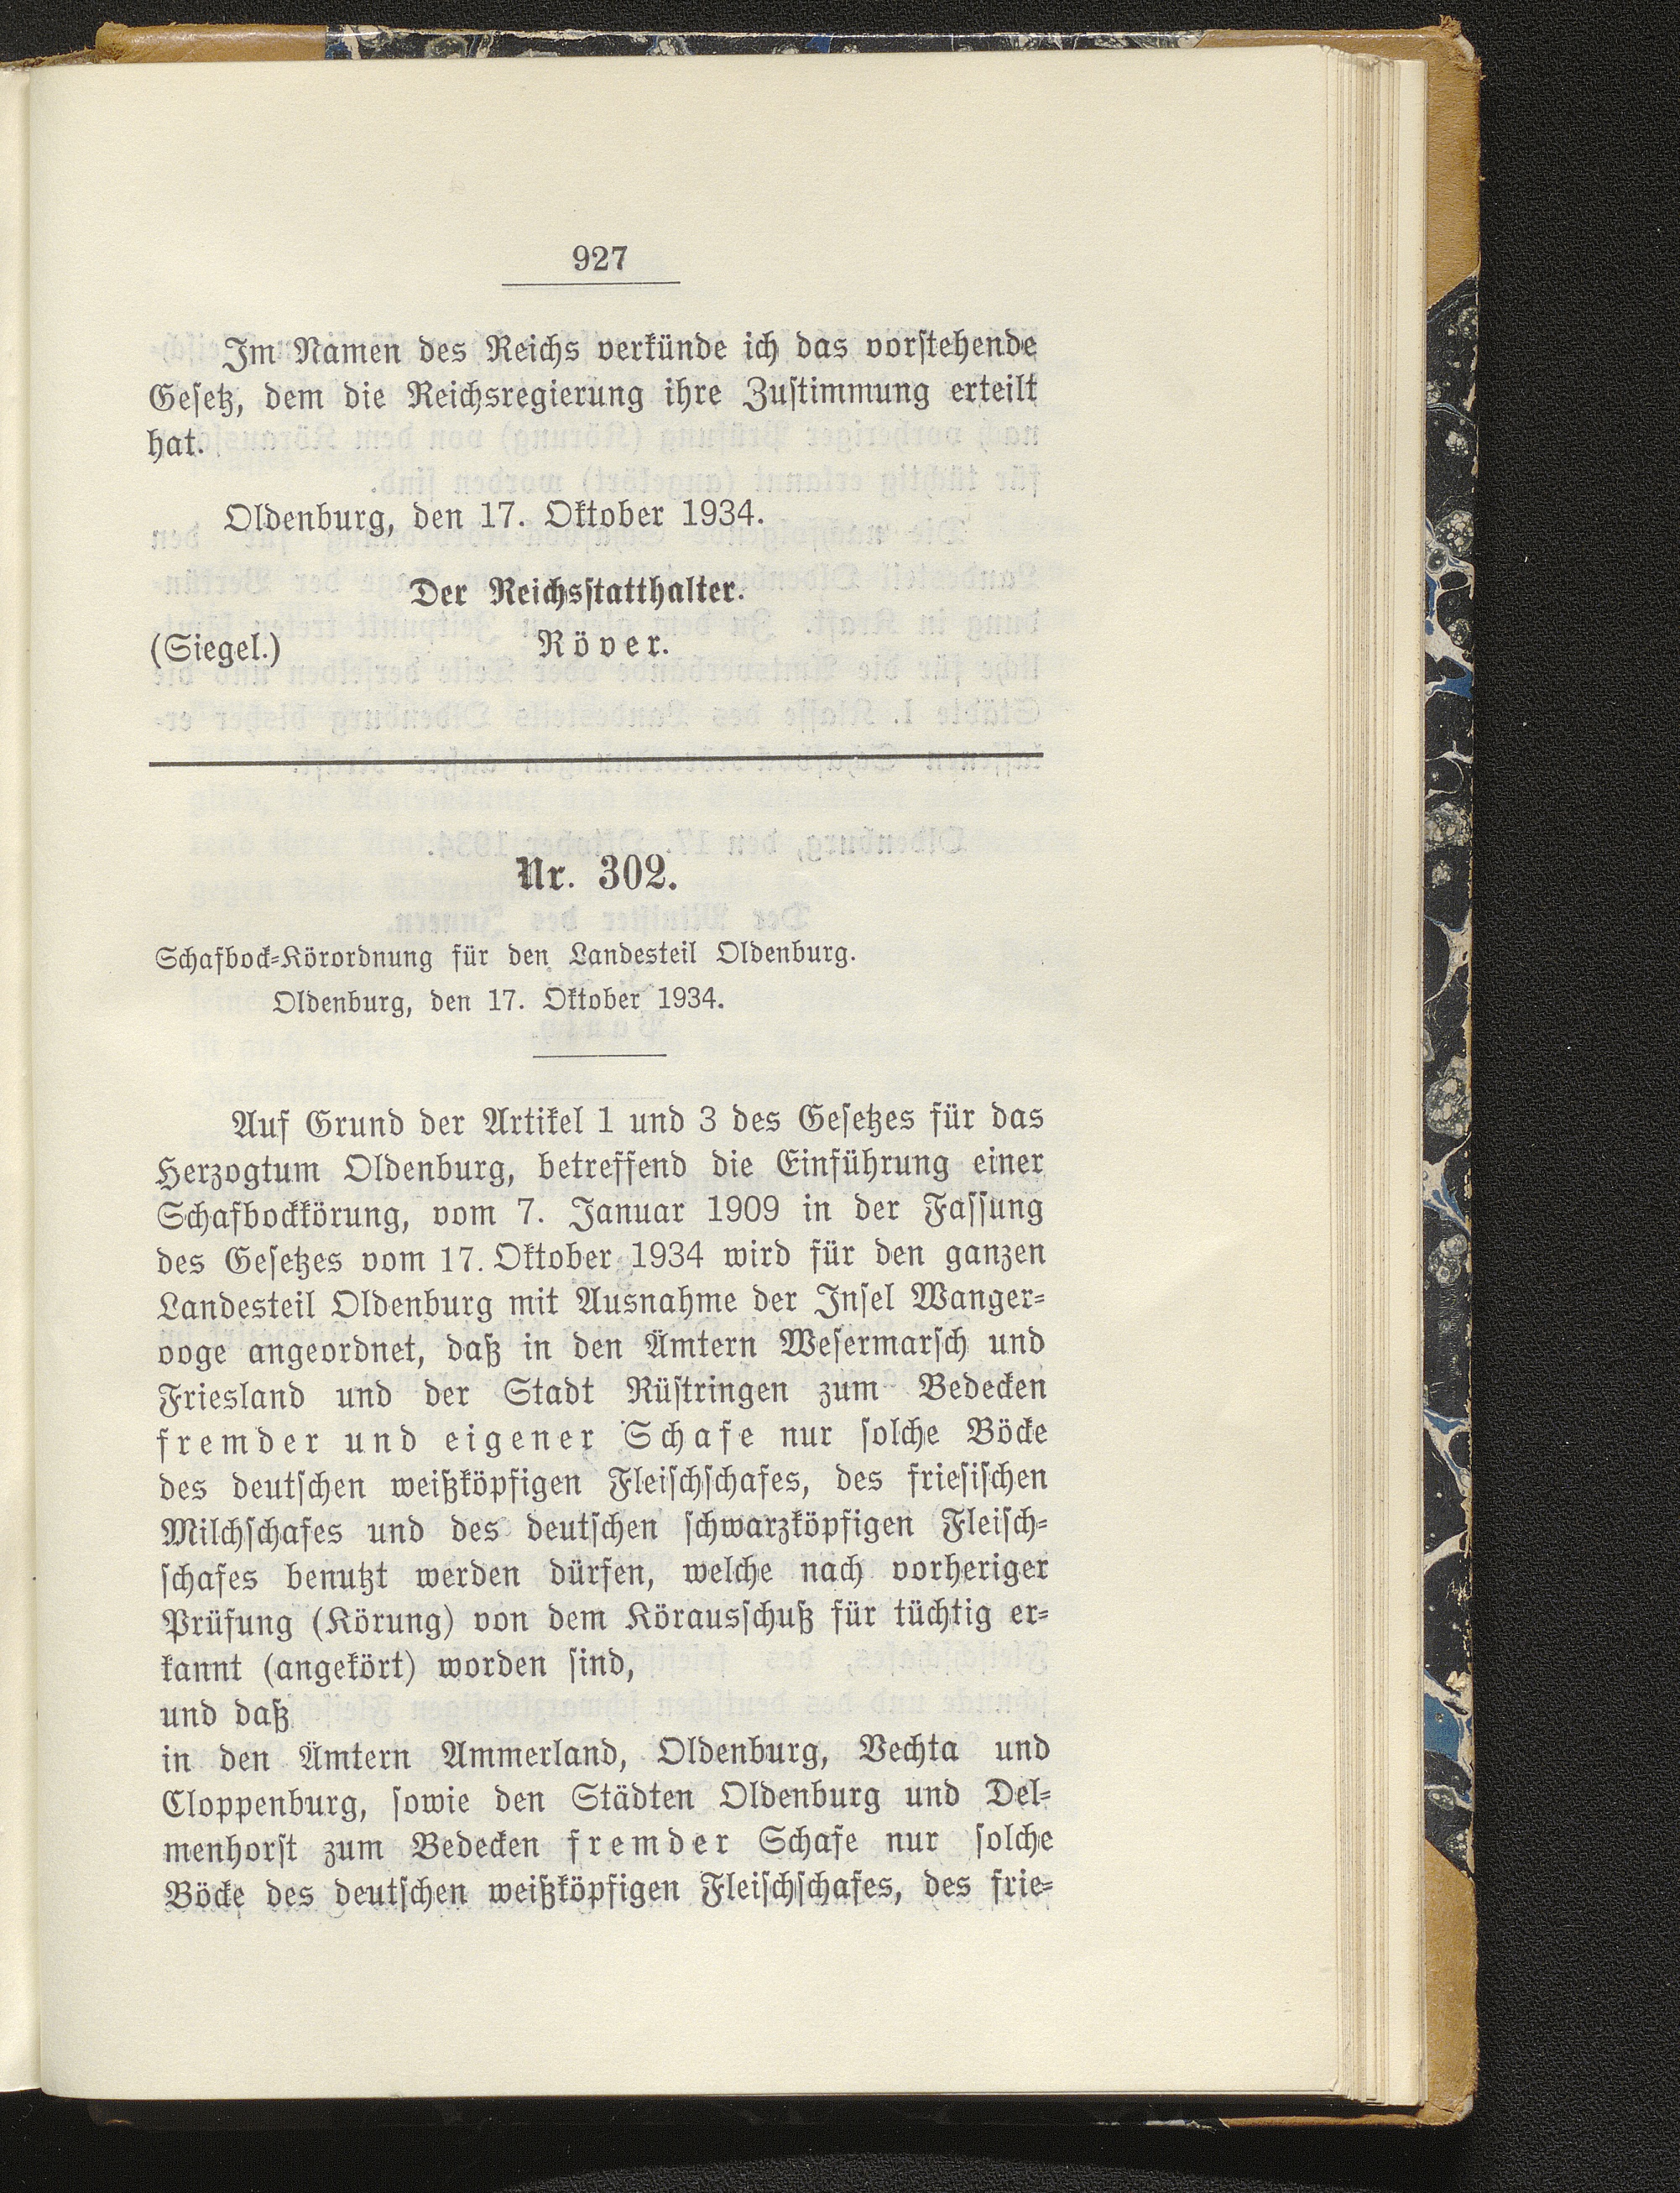 927
Im Namen des Reichs verkünde ich das vorstehende
Gesetz, dem die Reichsregierung ihre Zustimmung erteilt
hat.
Oldenburg, den 17. Oktober 1934.
Der Reichsstatthalter.
(Siegel.) Röver.
Nr. 302.
Schafbock-Körordnung für den Landesteil Oldenburg.
Oldenburg, den 17. Oktober 1934.
Auf Grund der Artikel 1 und 3 des Gesetzes für das
Herzogtum Oldenburg, betreffend die Einführung einer
Schafbockkörung, vom 7. Januar 1909 in der Fassung
des Gesetzes vom 17. Oktober 1934 wird für den ganzen
Landesteil Oldenburg mit Ausnahme der Insel Wanger-
ooge angeordnet, daß in den Ämtern Wesermarsch und
Friesland und der Stadt Rüstringen zum Bedecken
fremder und eigener Schafe nur solche Böcke
des deutschen weißköpfigen Fleischschafes, des friesischen
Milchschafes und des deutschen schwarzköpfigen Fleisch-
schafes benutzt werden dürfen, welche nach vorheriger
Prüfung (Körung) von dem Körausschuß für tüchtig er-
kannt (angekört) worden sind,
und daß
in den Ämtern Ammerland, Oldenburg, Vechta und
Cloppenburg, sowie den Städten Oldenburg und Del-
menhorst zum Bedecken fremder Schafe nur solche
Böcke des deutschen weißköpfigen Fleischschafes, des frie-